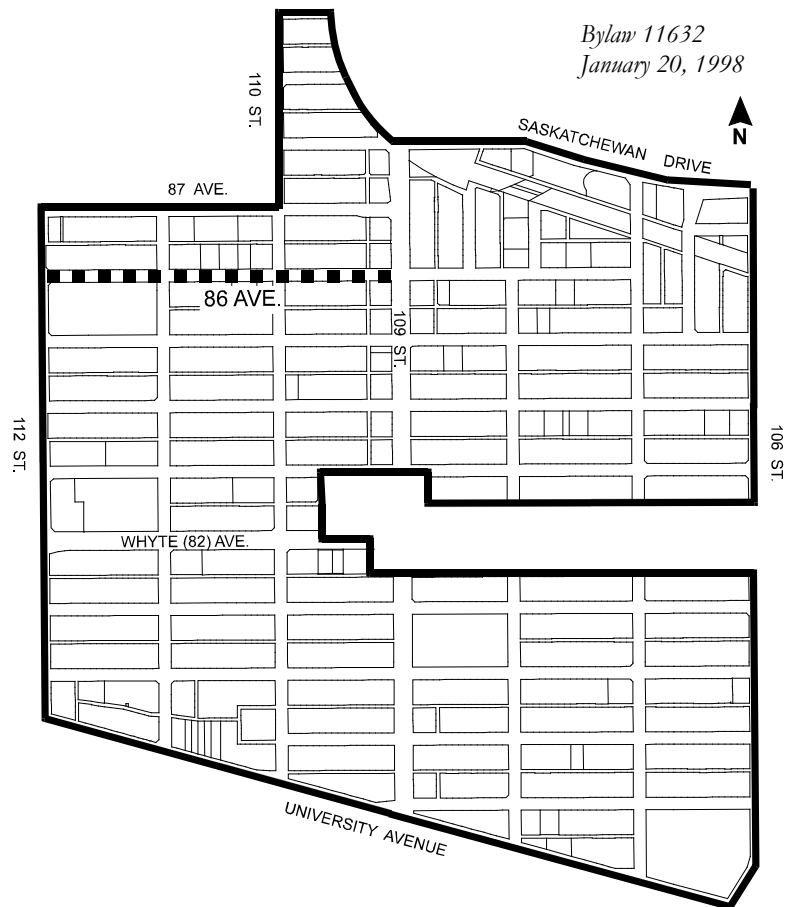 Bylaw 11632
January 20, 1998
110 ST.
N
SASKATCHEWAN DRIVE
87 AVE.
86 AVE.
109 ST.
112 ST.
106 ST.
WHYTE (82) AVE.
UNIVERSITY AVENUE